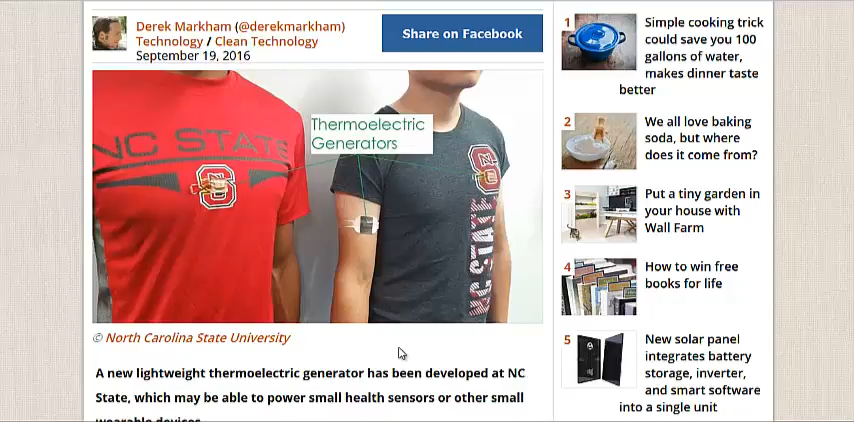 Derek Markham (@derekmarkham)
Technology / Clean Technology
September 19, 2016
Share on Facebook
NC STATE
Thermoelectric
Generators
NC STATE
© North Carolina State University
A new lightweight thermoelectric generator has been developed at NC
State, which may be able to power small health sensors or other small
wearable devices
1
Simple cooking trick
could save you 100
gallons of water,
makes dinner taste
better
2
We all love baking
soda, but where
does it come from?
3
Put a tiny garden in
your house with
Wall Farm
4
How to win free
books for life
5
New solar panel
integrates battery
storage, inverter,
and smart software
into a single unit